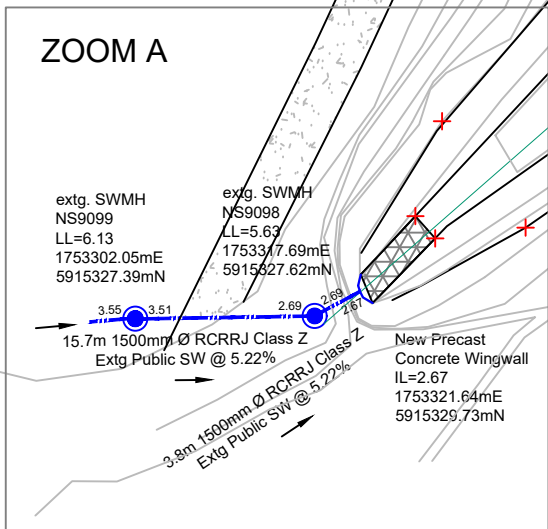 ZOOM A
extg. SWMH
NS9099
LL=6.13
1753302.05mE
5915327.39mN
extg. SWMH
NS9098
LL=5.63
1753317.69mE
5915327.62mN
3.55
3.51
2.69
2.69
2.67
15.7m 1500mm Ø RCRRJ Class Z
Extg Public SW @ 5.22%
3.8m 1500mm Ø RCRRJ Class Z
Extg Public SW @ 5.22%
New Precast
Concrete Wingwall
IL=2.67
1753321.64mE
5915329.73mN